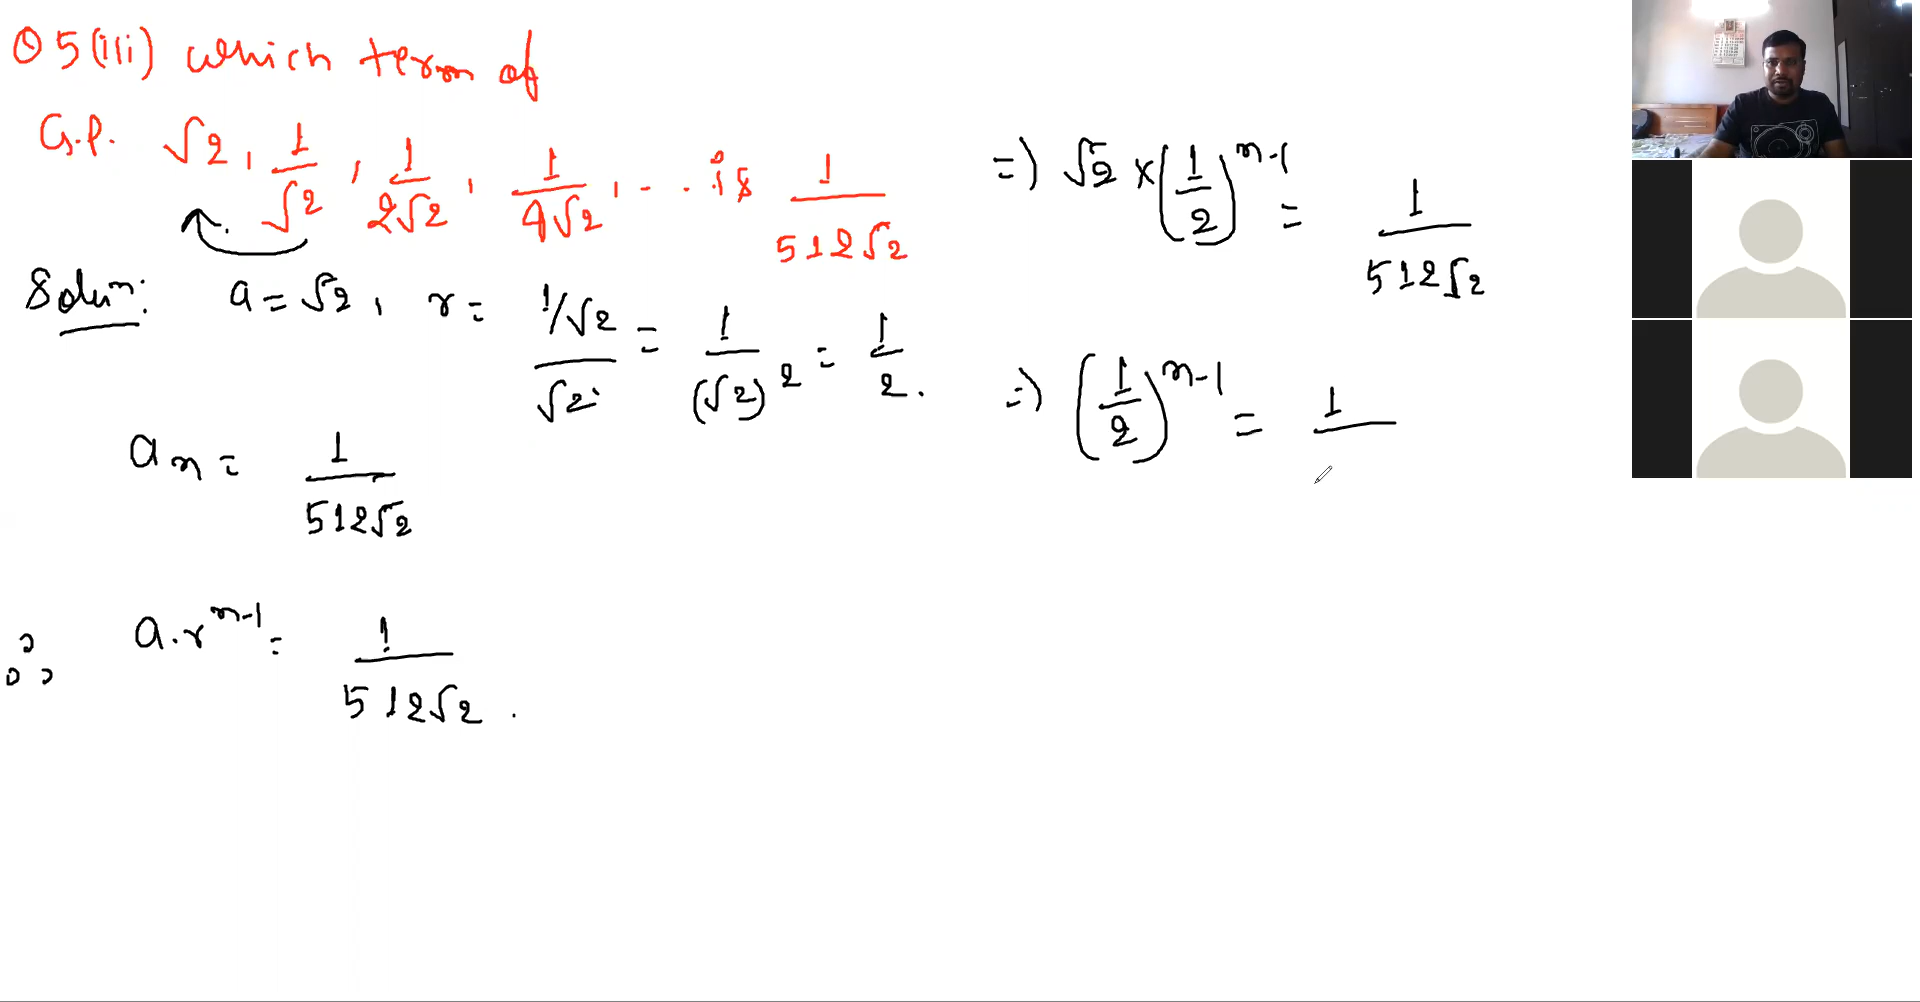 Q5(iii) which term of
G.P. √2, 1/√2, 1/2√2, 1/4√2, ... is 1/512√2
Soln: a = √2, r = (1/√2)/√2 = 1/(√2)^2 = 1/2.
a_n = 1/512√2
∴ a.r^(n-1) = 1/512√2.
=) √2 × (1/2)^(n-1) = 1/512√2
=) (1/2)^(n-1) = 1/